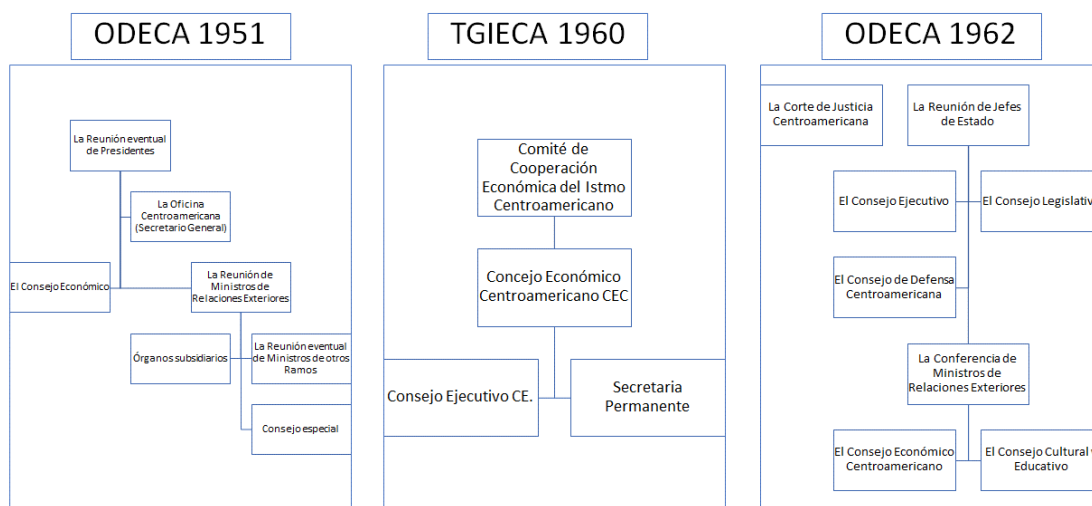 ODECA 1951
La Reunión eventual
de Presidentes
La Oficina
Centroamericana
(Secretario General)
El Consejo Económico
La Reunión de
Ministros de
Relaciones Exteriores
Órganos subsidiarios
La Reunión eventual
de Ministros de otros
Ramos
Consejo especial
TGIECA 1960
Comité de
Cooperación
Económica del Istmo
Centroamericano
Concejo Económico
Centroamericano CEC
Consejo Ejecutivo CE.
Secretaria
Permanente
ODECA 1962
La Corte de Justicia
Centroamericana
La Reunión de Jefes
de Estado
El Consejo Ejecutivo
El Consejo Legislativ
El Consejo de Defensa
Centroamericana
La Conferencia de
Ministros de
Relaciones Exteriores
El Consejo Económico
Centroamericano
El Consejo Cultural
Educativo